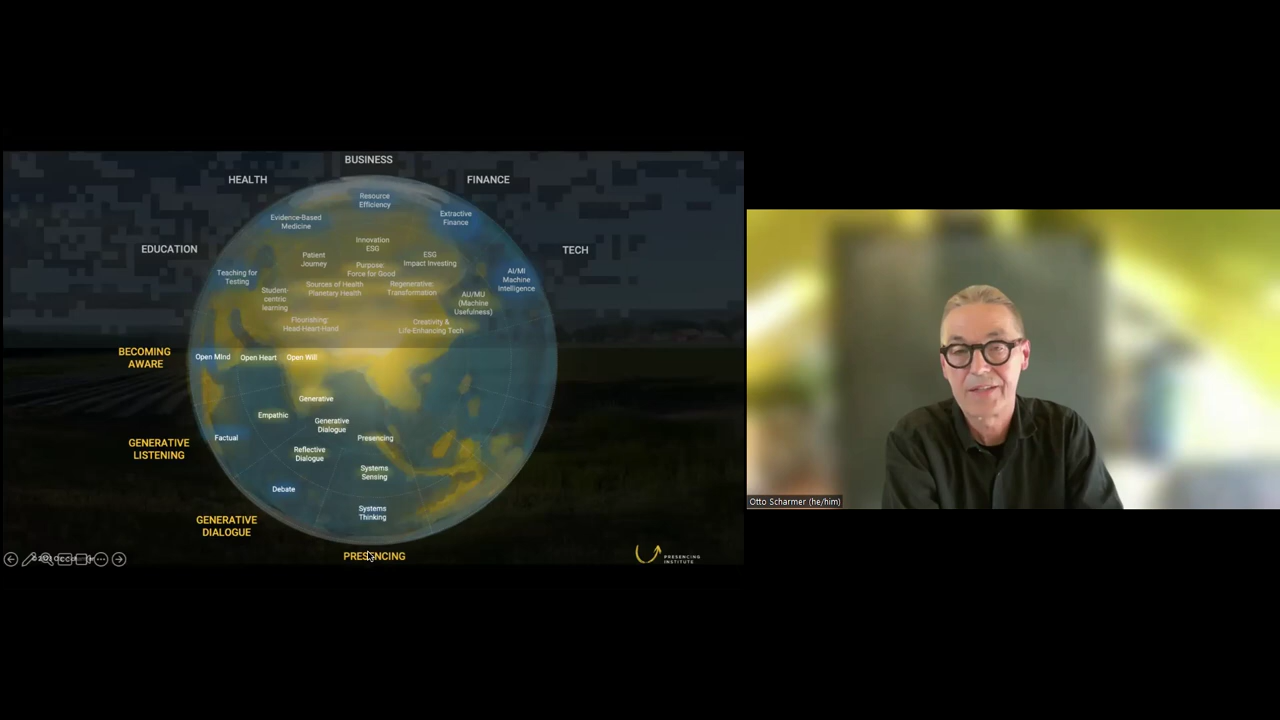 BUSINESS
HEALTH
FINANCE
Resource
Efficiency
Evidence-Based
Medicine
Extractive
Finance
EDUCATION
TECH
Innovation
ESG
Patient
Journey
ESG
Impact Investing
Purpose:
Force for Good
Teaching for
Testing
AI/MI
Machine
Intelligence
Sources of Health
Planetary Health
Regenerative:
Transformation
Student-
centric
learning
AU/MU
(Machine
Usefulness)
Flourishing:
Head-Heart-Hand
Creativity &
Life-Enhancing Tech
BECOMING
AWARE
Open MInd
Open Heart
Open Will
Generative
Empathic
Generative
Dialogue
Factual
Presencing
GENERATIVE
LISTENING
Reflective
Dialogue
Systems
Sensing
Debate
Systems
Thinking
GENERATIVE
DIALOGUE
PRESENCING
PRESENCING
INSTITUTE
Otto Scharmer (he/him)